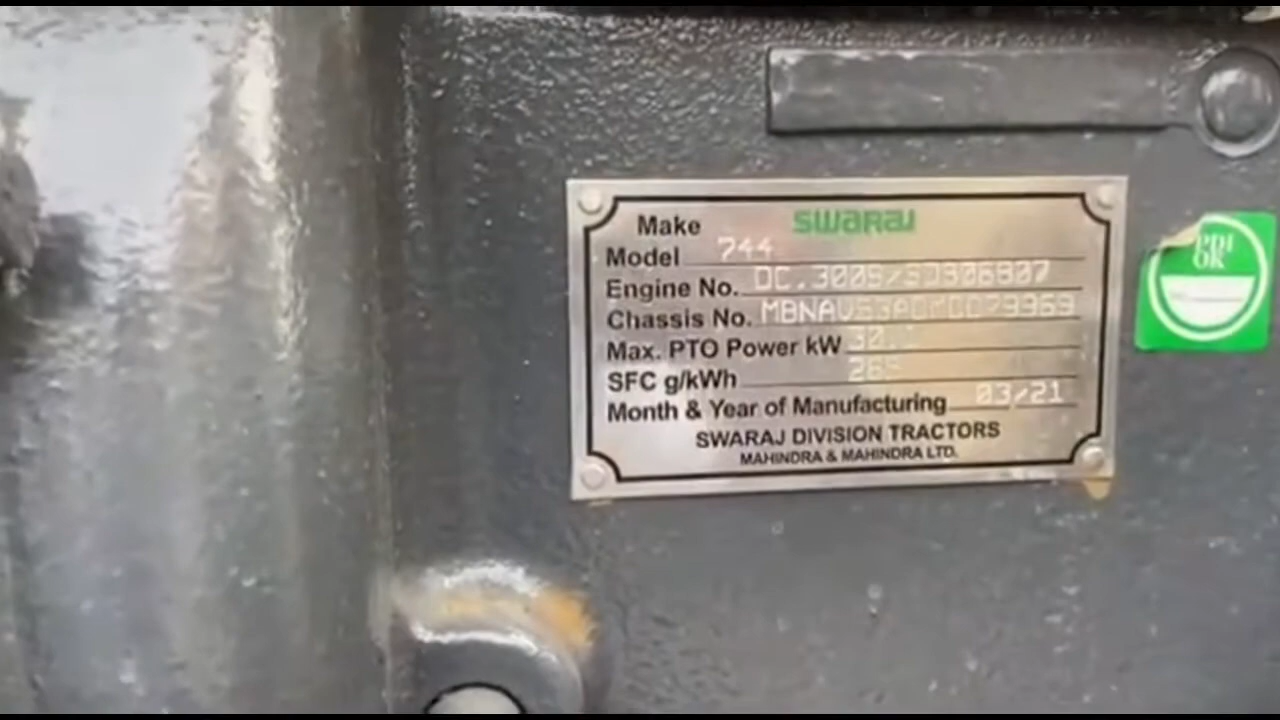 Make SWARAJ
Model 744
Engine No.
Chassis No.
Max. PTO Power kW
SFC g/kWh
Month & Year of Manufacturing 03/21
SWARAJ DIVISION TRACTORS
MAHINDRA & MAHINDRA LTD.
PDI
OK